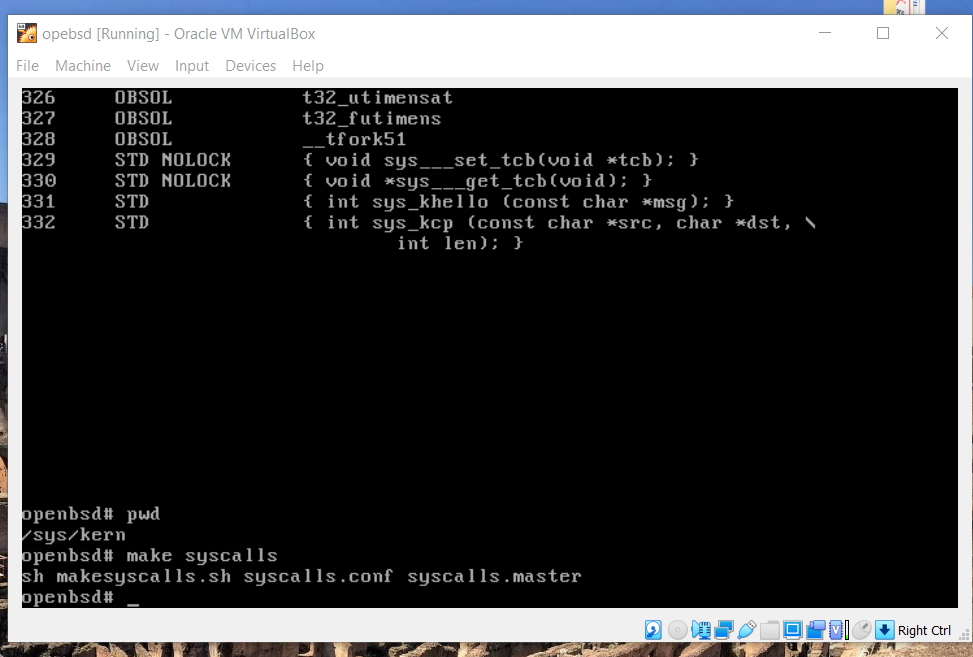 opebsd [Running] - Oracle VM VirtualBox
File Machine View Input Devices Help
326 OBSOL t32_utimensat
327 OBSOL t32_futimens
328 OBSOL __tfork51
329 STD NOLOCK { void sys___set_tcb(void *tcb); }
330 STD NOLOCK { void *sys___get_tcb(void); }
331 STD { int sys_khello (const char *msg); }
332 STD { int sys_kcp (const char *src, char *dst, \
int len); }
openbsd# pwd
/sys/kern
openbsd# make syscalls
sh makesyscalls.sh syscalls.conf syscalls.master
openbsd# _
Right Ctrl